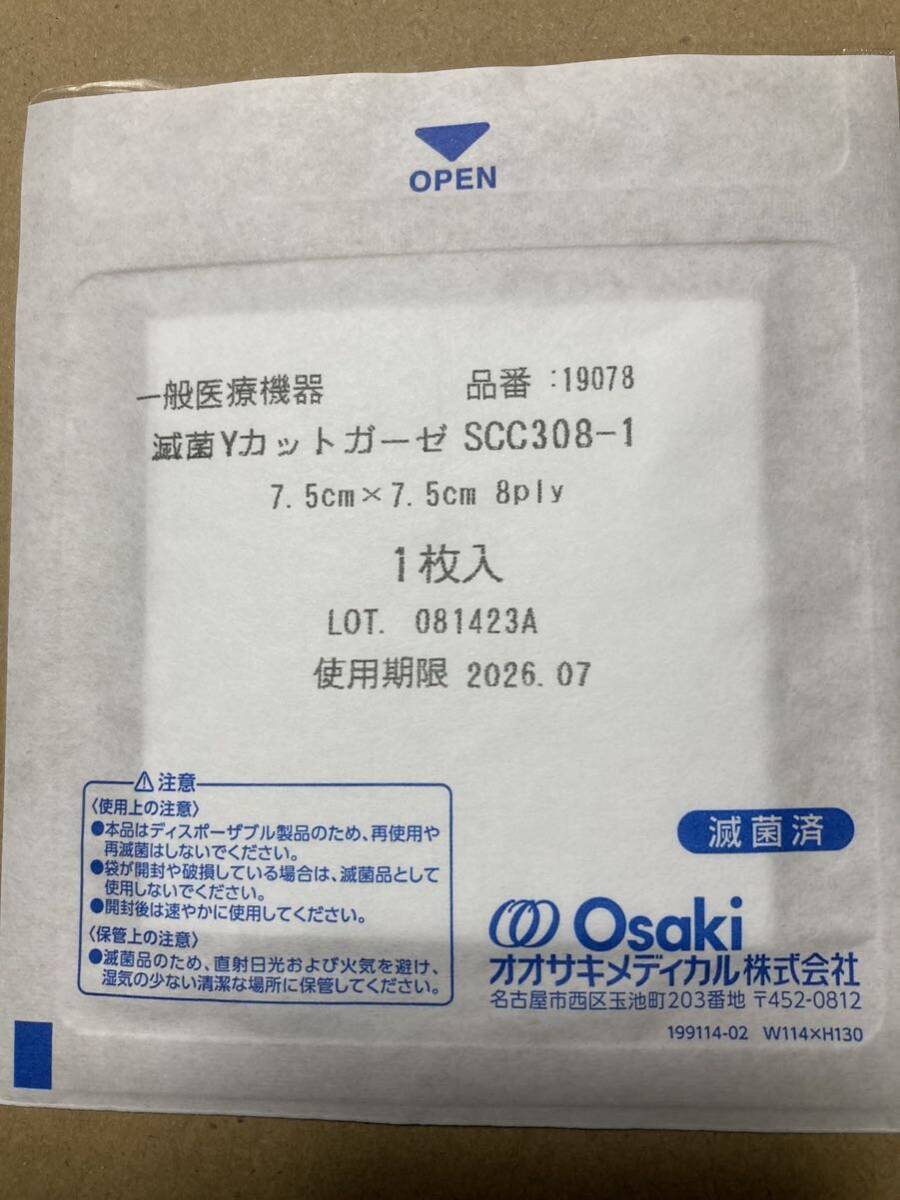 OPEN
一般医療機器 品番:19078
滅菌Yカットガーゼ SCC308-1
7.5cm×7.5cm 8ply
1枚入
LOT. 081423A
使用期限 2026.07
⚠注意
〈使用上の注意〉
●本品はディスポーザブル製品のため、再使用や
再滅菌はしないでください。
●袋が開封や破損している場合は、滅菌品として
使用しないでください。
●開封後は速やかに使用してください。
〈保管上の注意〉
●滅菌品のため、直射日光および火気を避け、
湿気の少ない清潔な場所に保管してください。
滅菌済
Osaki
オオサキメディカル株式会社
名古屋市西区玉池町203番地 〒452-0812
199114-02 W114×H130